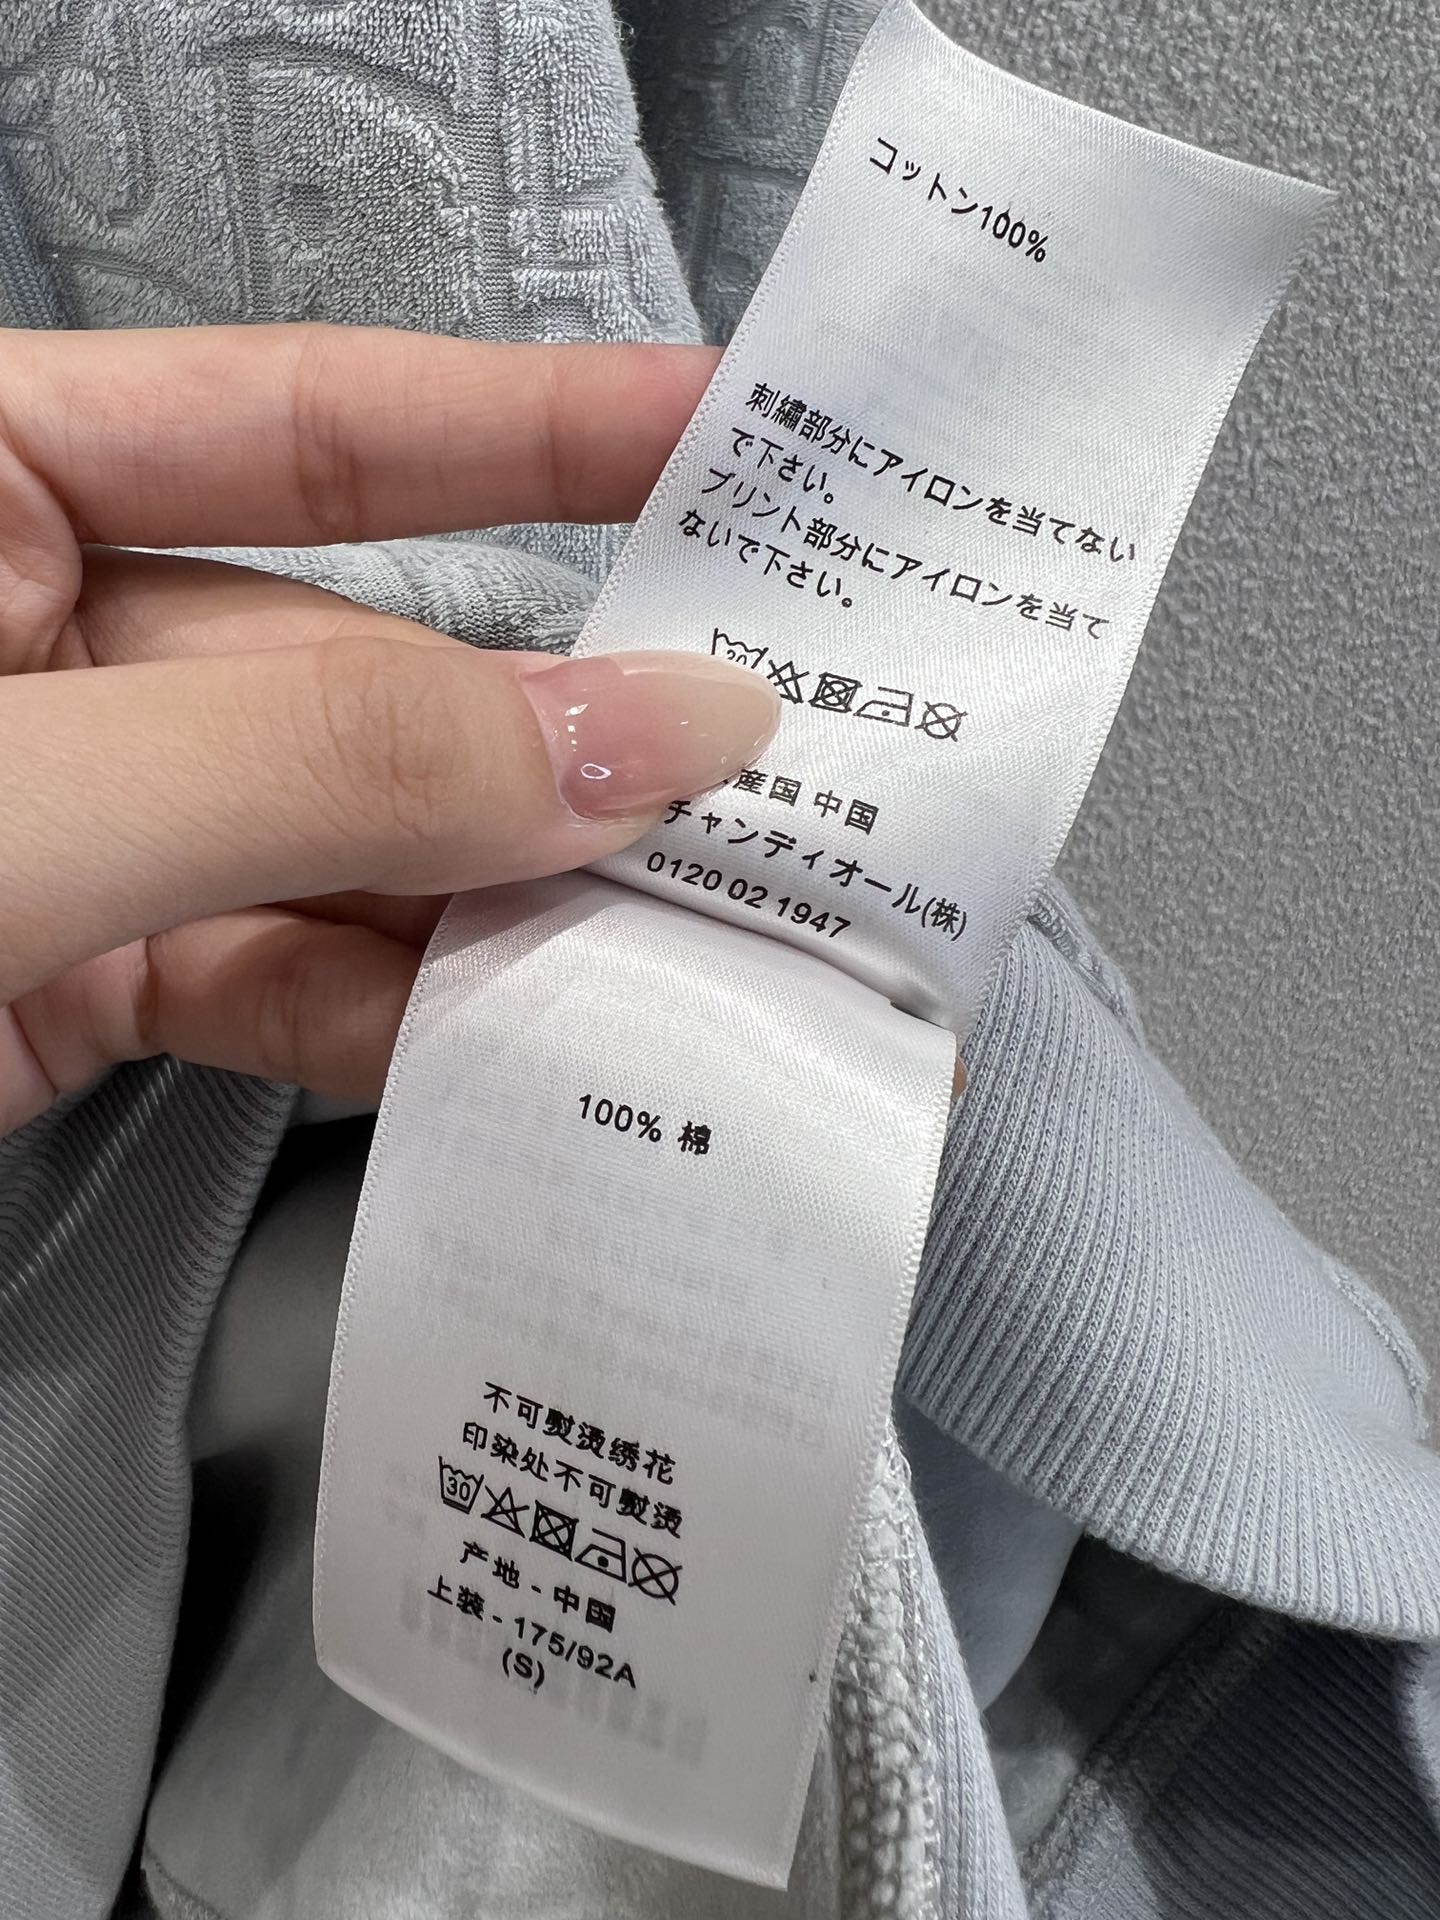 コットン100%
刺繡部分にアイロンを当てない
で下さい。
プリント部分にアイロンを当て
ないで下さい。
30
産国 中国
チャンディオール(株)
0120 02 1947
100% 棉
不可熨烫绣花
印染处不可熨烫
30
产地 - 中国
上装 - 175/92A
(S)